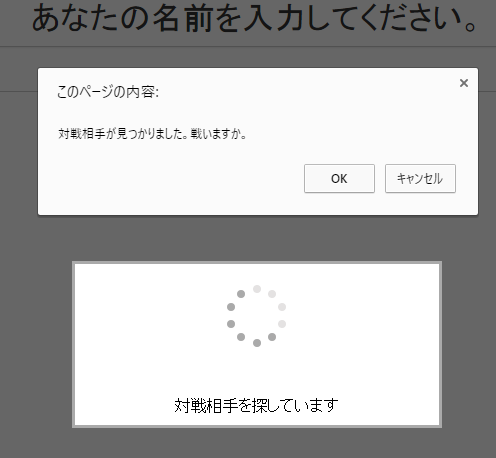 あなたの名前を入力してください。
このページの内容:
対戦相手が見つかりました。戦いますか。
OK
キャンセル
対戦相手を探しています